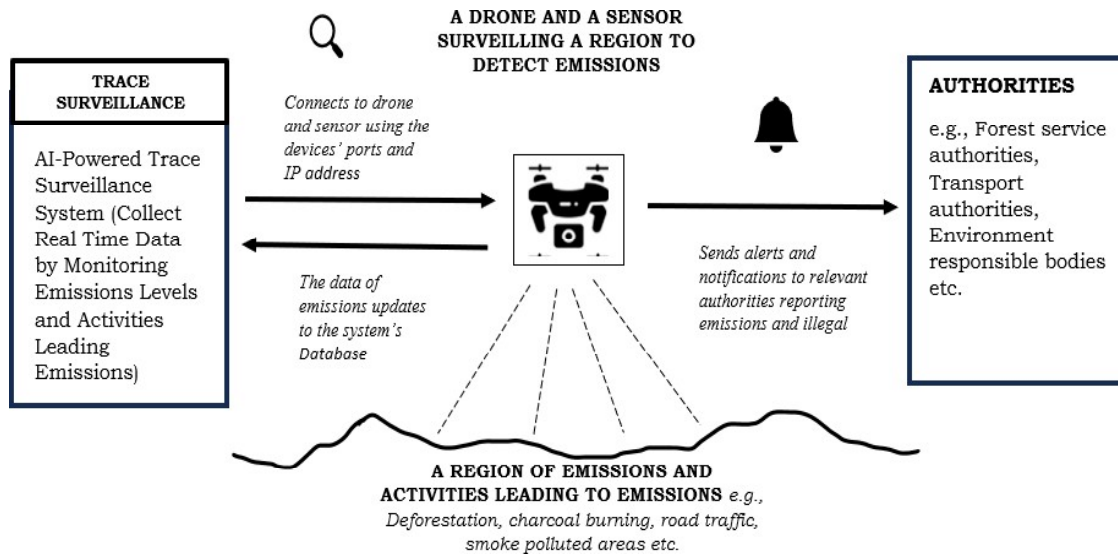 A DRONE AND A SENSOR
SURVEILLING A REGION TO
DETECT EMISSIONS
TRACE
SURVEILLANCE
AI-Powered Trace
Surveillance
System (Collect
Real Time Data
by Monitoring
Emissions Levels
and Activities
Leading
Emissions)
Connects to drone
and sensor using the
devices’ ports and
IP address
The data of
emissions updates
to the system’s
Database
Sends alerts and
notifications to relevant
authorities reporting
emissions and illegal
AUTHORITIES
e.g., Forest service
authorities,
Transport
authorities,
Environment
responsible bodies
etc.
A REGION OF EMISSIONS AND
ACTIVITIES LEADING TO EMISSIONS e.g.,
Deforestation, charcoal burning, road traffic,
smoke polluted areas etc.